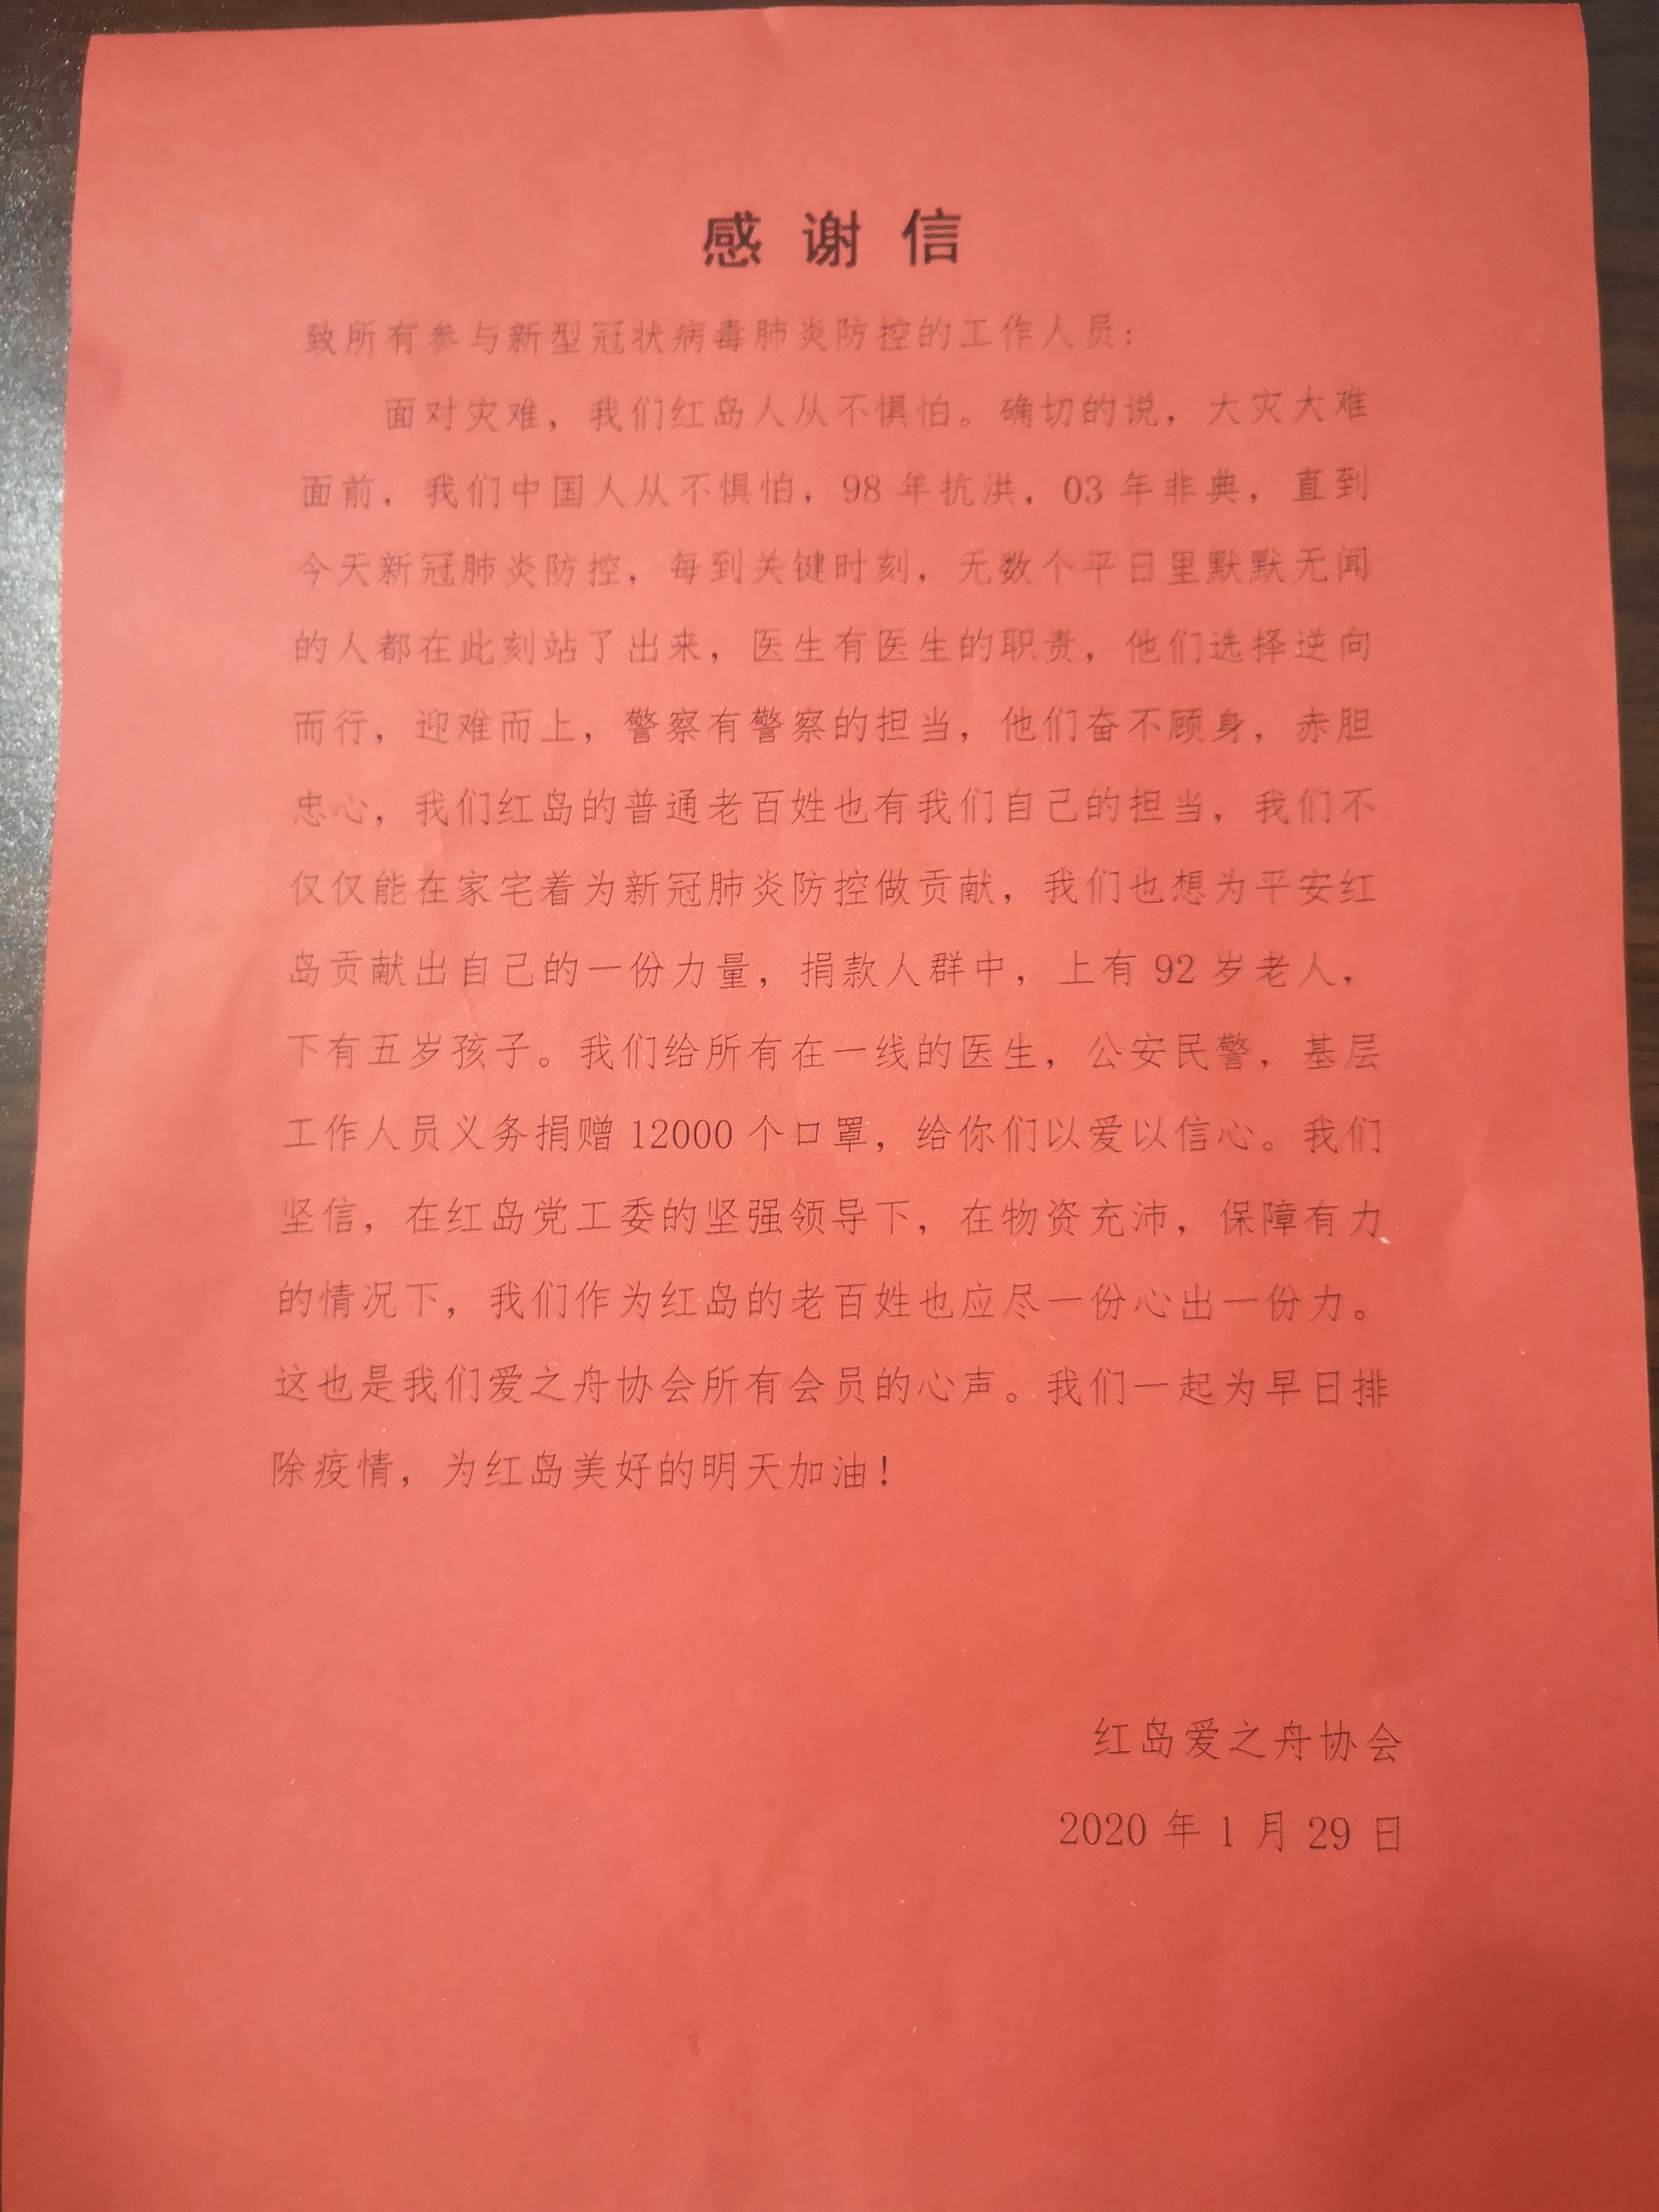 感谢信
致所有参与新型冠状病毒肺炎防控的工作人员：
面对灾难，我们红岛人从不惧怕。确切的说，大灾大难
面前，我们中国人从不惧怕，98年抗洪，03年非典，直到
今天新冠肺炎防控，每到关键时刻，无数个平日里默默无闻
的人都在此刻站了出来，医生有医生的职责，他们选择逆向
而行，迎难而上，警察有警察的担当，他们奋不顾身，赤胆
忠心，我们红岛的普通老百姓也有我们自己的担当，我们不
仅仅能在家宅着为新冠肺炎防控做贡献，我们也想为平安红
岛贡献出自己的一份力量，捐款人群中，上有92岁老人，
下有五岁孩子。我们给所有在一线的医生，公安民警，基层
工作人员义务捐赠12000个口罩，给你们以爱以信心。我们
坚信，在红岛党工委的坚强领导下，在物资充沛，保障有力
的情况下，我们作为红岛的老百姓也应尽一份心出一份力。
这也是我们爱之舟协会所有会员的心声。我们一起为早日排
除疫情，为红岛美好的明天加油！
红岛爱之舟协会
2020年1月29日